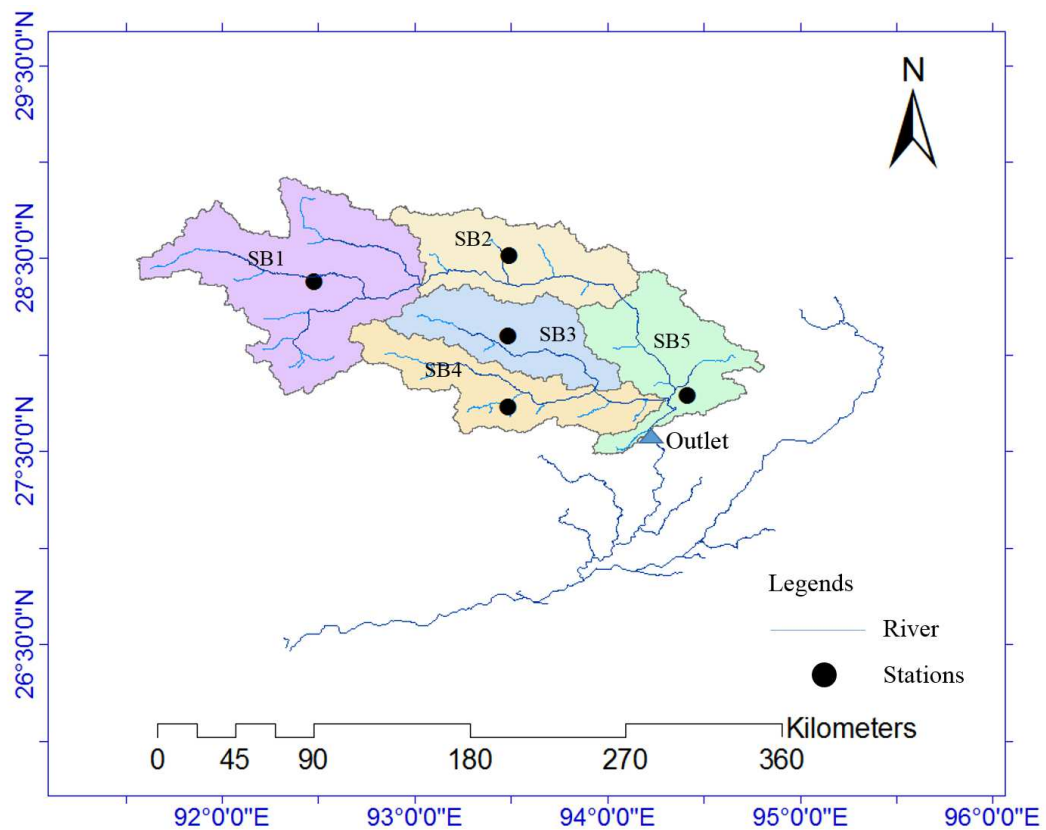 N
29°30'0"N
28°30'0"N
27°30'0"N
26°30'0"N
SB1
SB2
SB3
SB4
SB5
Outlet
Legends
River
Stations
Kilometers
0 45 90 180 270 360
92°0'0"E 93°0'0"E 94°0'0"E 95°0'0"E 96°0'0"E